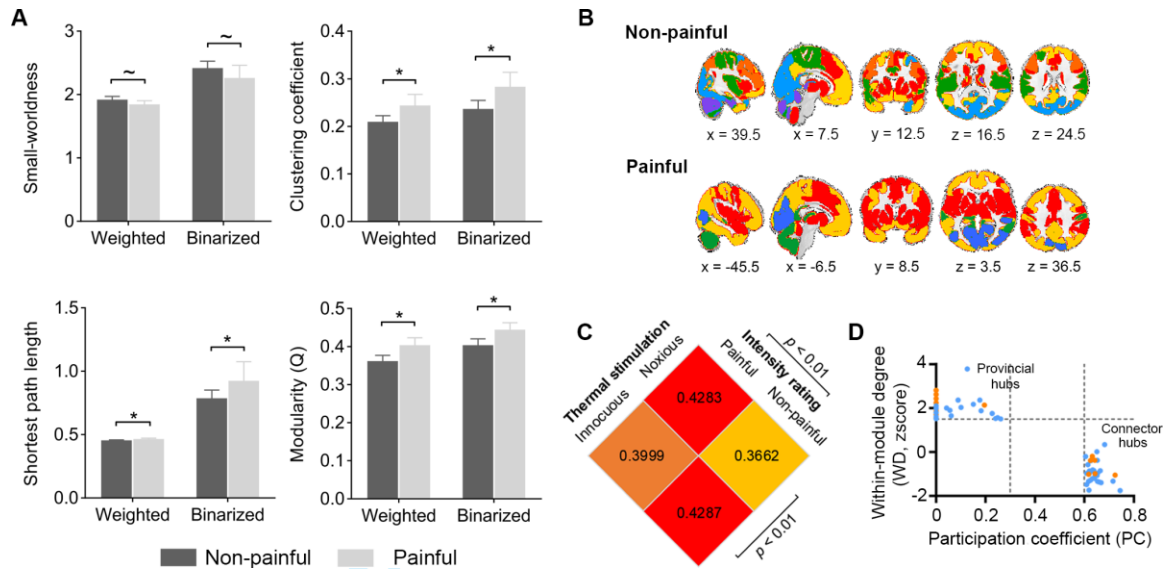 A
Small-worldness
3
2
1
0
~
~
Weighted
Binarized
Clustering coefficient
0.4
0.3
0.2
0.1
0.0
*
*
Weighted
Binarized
Shortest path length
1.5
1.0
0.5
0.0
*
*
Weighted
Binarized
Modularity (Q)
0.5
0.4
0.3
0.2
0.1
0.0
*
*
Weighted
Binarized
Non-painful
Painful
B
Non-painful
x = 39.5
x = 7.5
y = 12.5
z = 16.5
z = 24.5
Painful
x = -45.5
x = -6.5
y = 8.5
z = 3.5
z = 36.5
C
Thermal stimulation
Innocuous
Noxious
Intensity rating
Painful
Non-painful
p < 0.01
0.4283
0.3999
0.3662
0.4287
p < 0.01
D
Within-module degree
(WD, zscore)
4
2
0
-2
Provincial
hubs
Connector
hubs
0
0.2
0.4
0.6
0.8
Participation coefficient (PC)